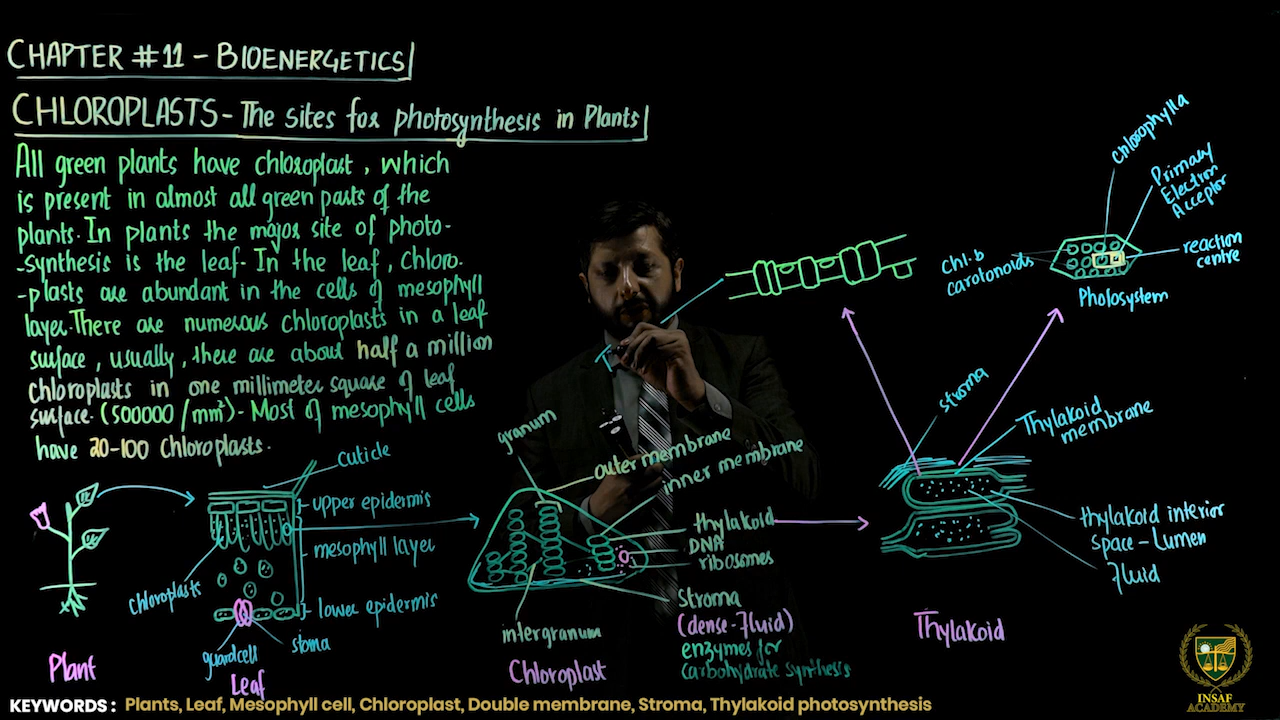 CHAPTER #11 - BIOENERGETICS
CHLOROPLASTS - The sites for photosynthesis in Plants
All green plants have chloroplast, which
is present in almost all green parts of the
plants. In plants the major site of photo-
-synthesis is the leaf. In the leaf, Chloro-
-plasts are abundant in the cells of mesophyll
layer. There are numerous chloroplasts in a leaf
surface, usually, there are about half a million
chloroplasts in one millimeter square of leaf
surface. (500000/mm²). Most of mesophyll cells
have 20-100 Chloroplasts.
chlorophylla
Primary
Electron
Acceptor
Chl.b
carotonoids
reaction
centre
Photosystem
stroma
Thylakoid
membrane
thylakoid interior
space - Lumen
fluid
Thylakoid
granum
outer membrane
inner membrane
thylakoid
DNA
ribosomes
Stroma
(dense-fluid)
enzymes for
carbohydrate synthesis
intergranum
Chloroplast
cuticle
upper epidermis
mesophyll layer
lower epidermis
chloroplasts
guard cell
stoma
Leaf
Plant
INSAF
ACADEMY
KEYWORDS : Plants, Leaf, Mesophyll cell, Chloroplast, Double membrane, Stroma, Thylakoid photosynthesis